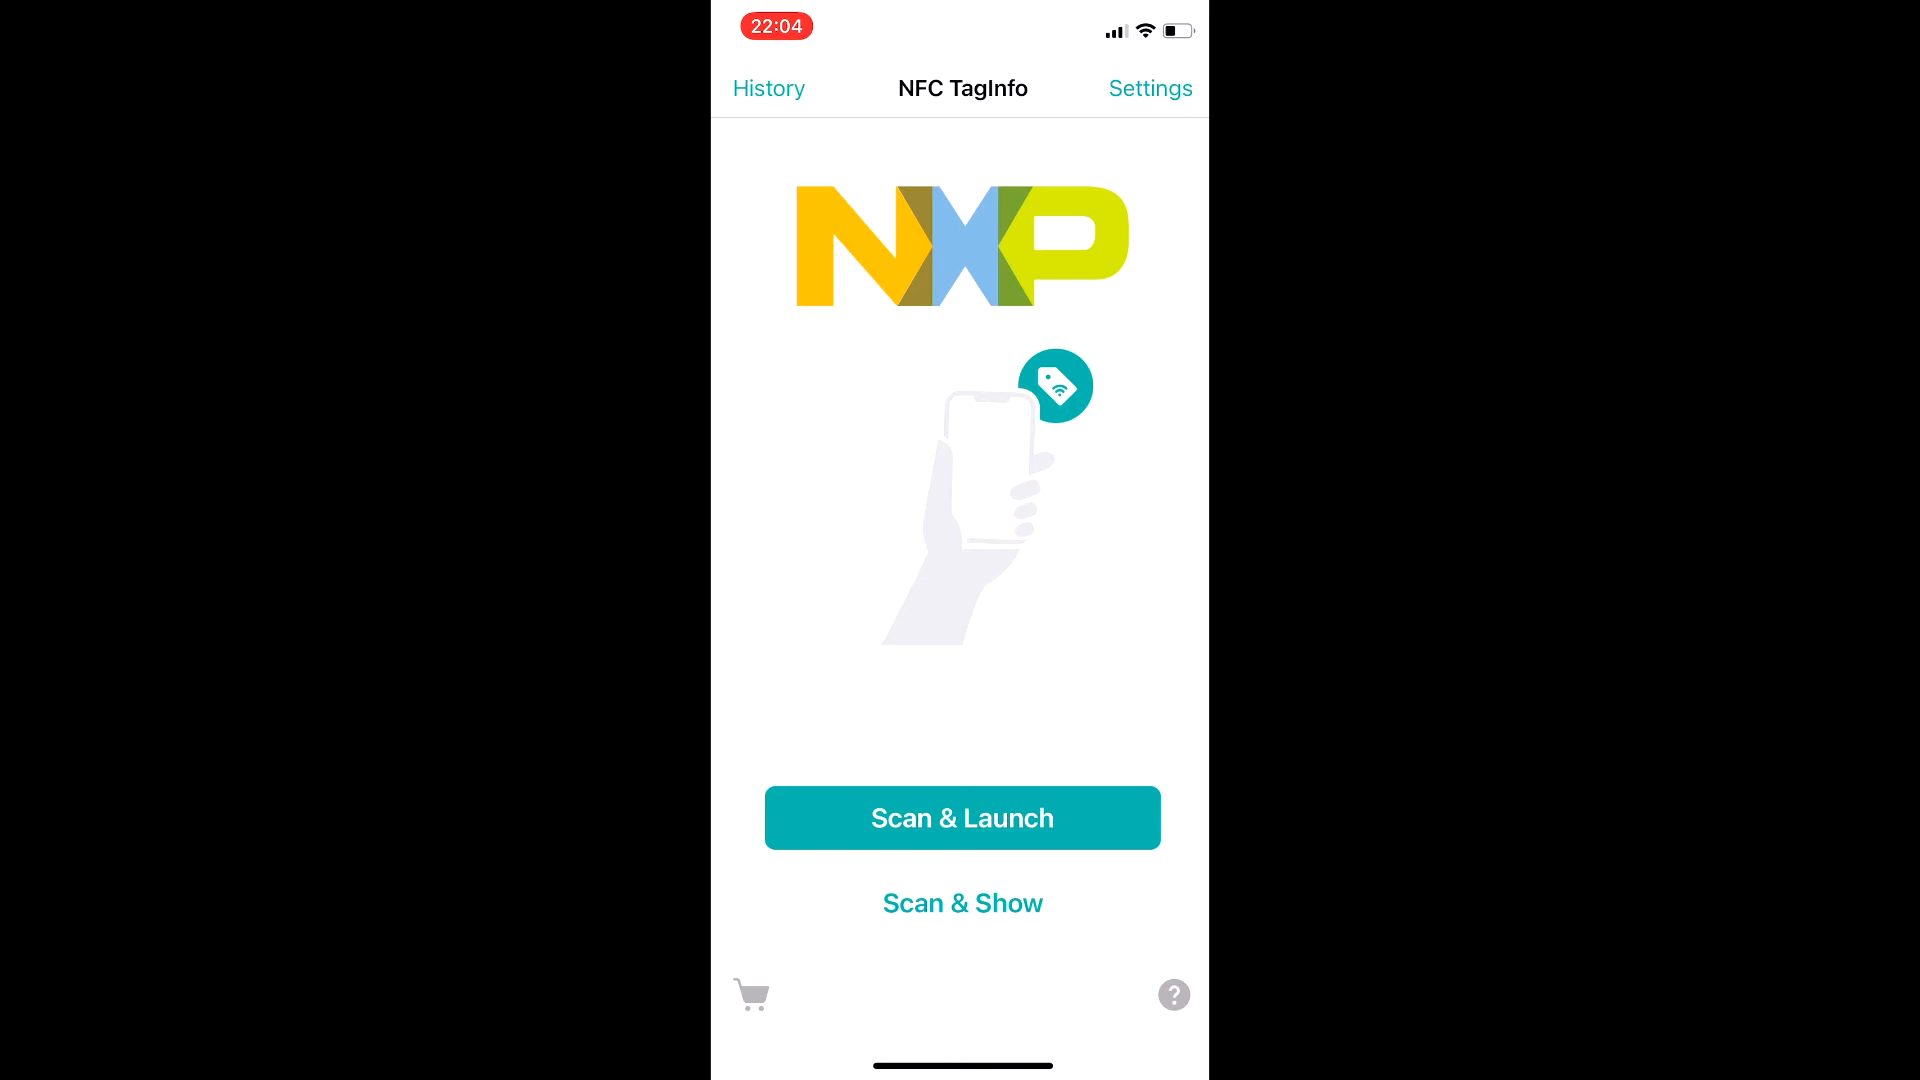 22:04
History NFC TagInfo Settings
NXP
Scan & Launch
Scan & Show
?